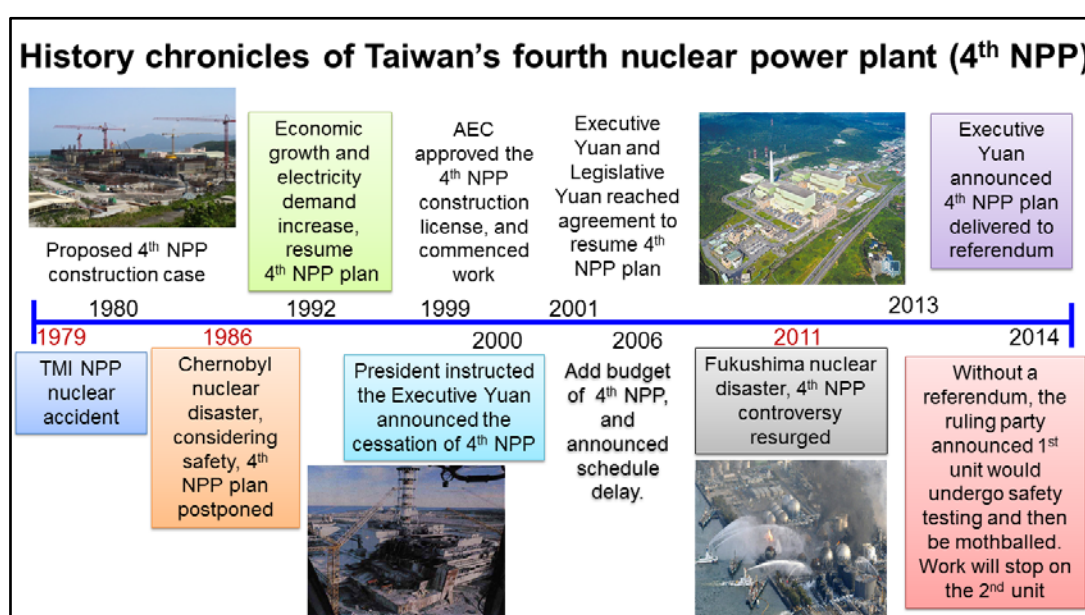 History chronicles of Taiwan’s fourth nuclear power plant (4th NPP)
Proposed 4th NPP
construction case
Economic
growth and
electricity
demand
increase,
resume
4th NPP plan
AEC
approved the
4th NPP
construction
license, and
commenced
work
Executive
Yuan and
Legislative
Yuan reached
agreement to
resume 4th
NPP plan
Executive
Yuan
announced
4th NPP plan
delivered to
referendum
1980
1992
1999
2001
2013
1979
1986
2000
2006
2011
2014
TMI NPP
nuclear
accident
Chernobyl
nuclear
disaster,
considering
safety, 4th
NPP plan
postponed
President instructed
the Executive Yuan
announced the
cessation of 4th NPP
Add budget
of 4th NPP,
and
announced
schedule
delay.
Fukushima nuclear
disaster, 4th NPP
controversy
resurged
Without a
referendum, the
ruling party
announced 1st
unit would
undergo safety
testing and then
be mothballed.
Work will stop on
the 2nd unit